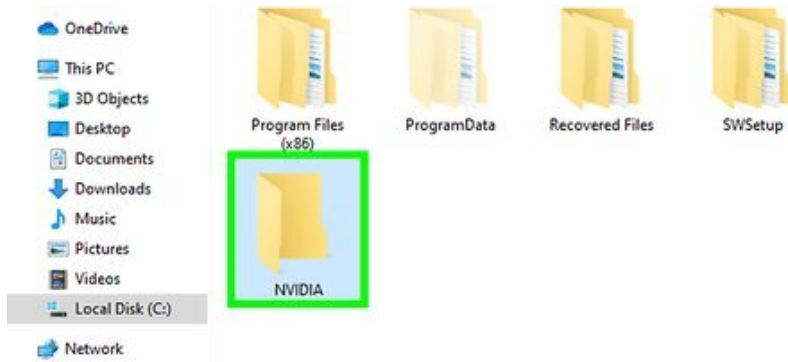 OneDrive
This PC
3D Objects
Desktop
Documents
Downloads
Music
Pictures
Videos
Local Disk (C:)
Network
Program Files
(x86)
ProgramData
Recovered Files
SWSetup
NVIDIA